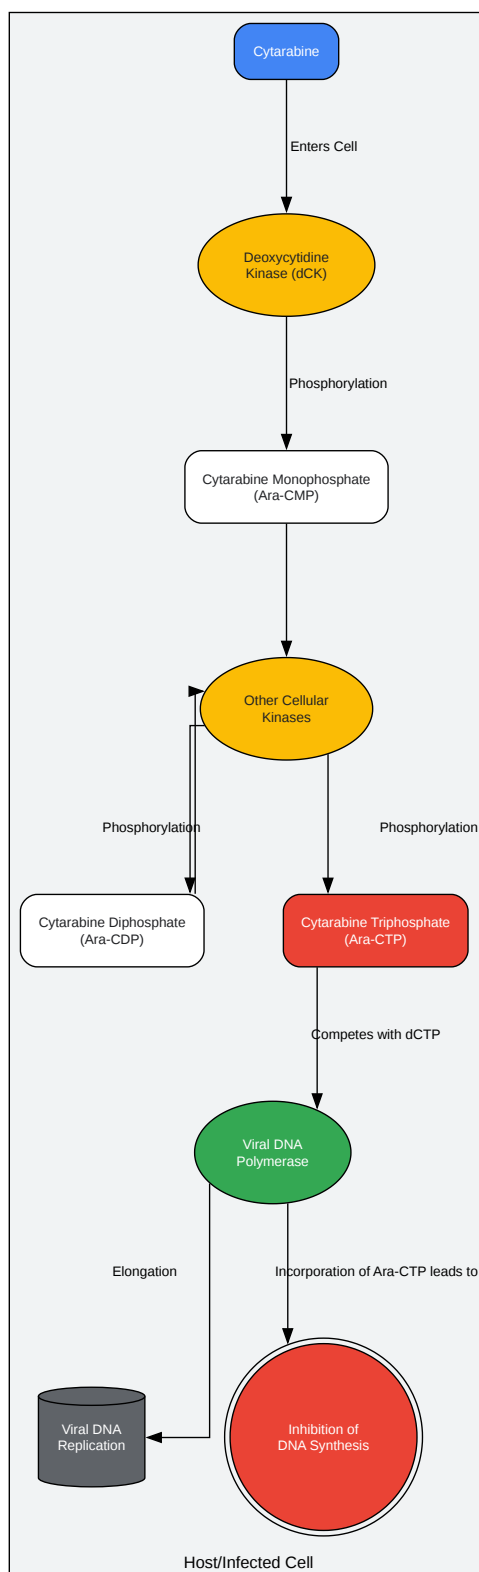 Cytarabine
Enters Cell
Deoxycytidine
Kinase (dCK)
Phosphorylation
Cytarabine Monophosphate
(Ara-CMP)
Other Cellular
Kinases
Phosphorylation
Phosphorylation
Cytarabine Diphosphate
(Ara-CDP)
Cytarabine Triphosphate
(Ara-CTP)
Competes with dCTP
Viral DNA
Polymerase
Elongation
Incorporation of Ara-CTP leads to
Viral DNA
Replication
Inhibition of
DNA Synthesis
Host/Infected Cell